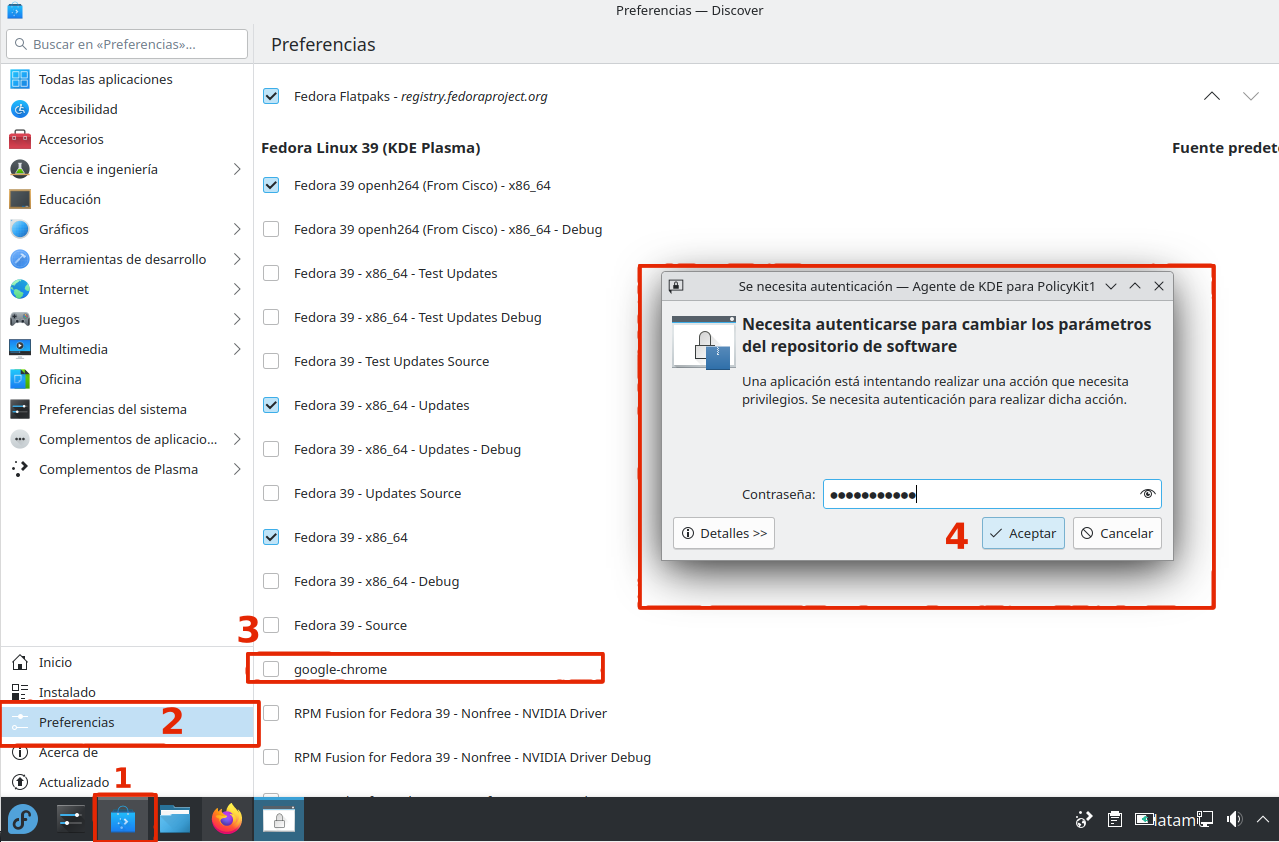 Preferencias — Discover
Buscar en «Preferencias»...
Preferencias
Todas las aplicaciones
Accesibilidad
Accesorios
Ciencia e ingeniería
Educación
Gráficos
Herramientas de desarrollo
Internet
Juegos
Multimedia
Oficina
Preferencias del sistema
Complementos de aplicacio...
Complementos de Plasma
Inicio
Instalado
Preferencias
2
Acerca de
Actualizado
1
Fedora Flatpaks - registry.fedoraproject.org
Fedora Linux 39 (KDE Plasma)
Fuente predet
Fedora 39 openh264 (From Cisco) - x86_64
Fedora 39 openh264 (From Cisco) - x86_64 - Debug
Fedora 39 - x86_64 - Test Updates
Fedora 39 - x86_64 - Test Updates Debug
Fedora 39 - Test Updates Source
Fedora 39 - x86_64 - Updates
Fedora 39 - x86_64 - Updates - Debug
Fedora 39 - Updates Source
Fedora 39 - x86_64
Fedora 39 - x86_64 - Debug
Fedora 39 - Source
3
google-chrome
RPM Fusion for Fedora 39 - Nonfree - NVIDIA Driver
RPM Fusion for Fedora 39 - Nonfree - NVIDIA Driver Debug
Se necesita autenticación — Agente de KDE para PolicyKit1
Necesita autenticarse para cambiar los parámetros
del repositorio de software
Una aplicación está intentando realizar una acción que necesita
privilegios. Se necesita autenticación para realizar dicha acción.
Contraseña: ●●●●●●●●●●●
Detalles >>
4
Aceptar
Cancelar
latam